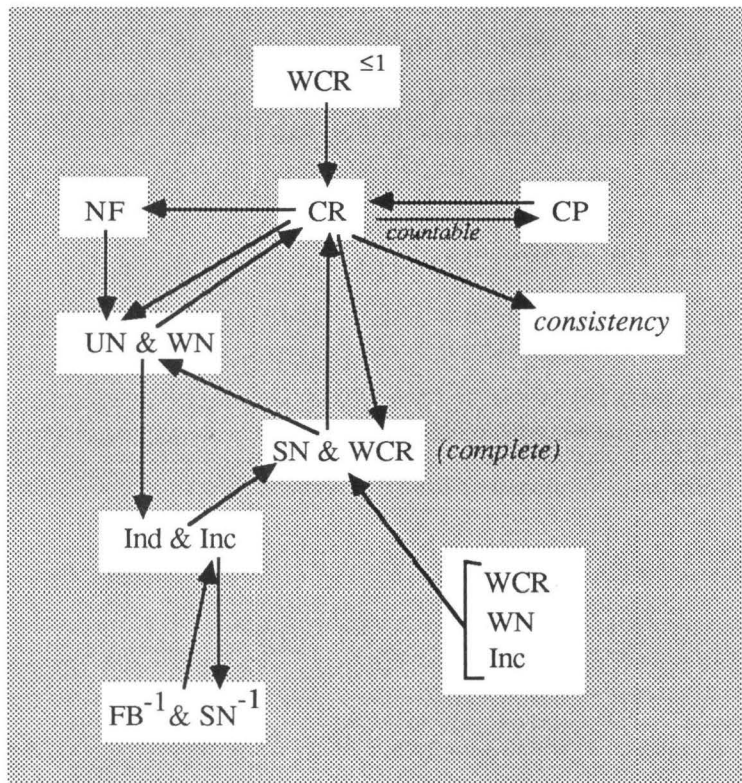 WCR ≤1
NF
CR
CP
countable
consistency
UN & WN
SN & WCR (complete)
Ind & Inc
WCR
WN
Inc
FB-1 & SN-1